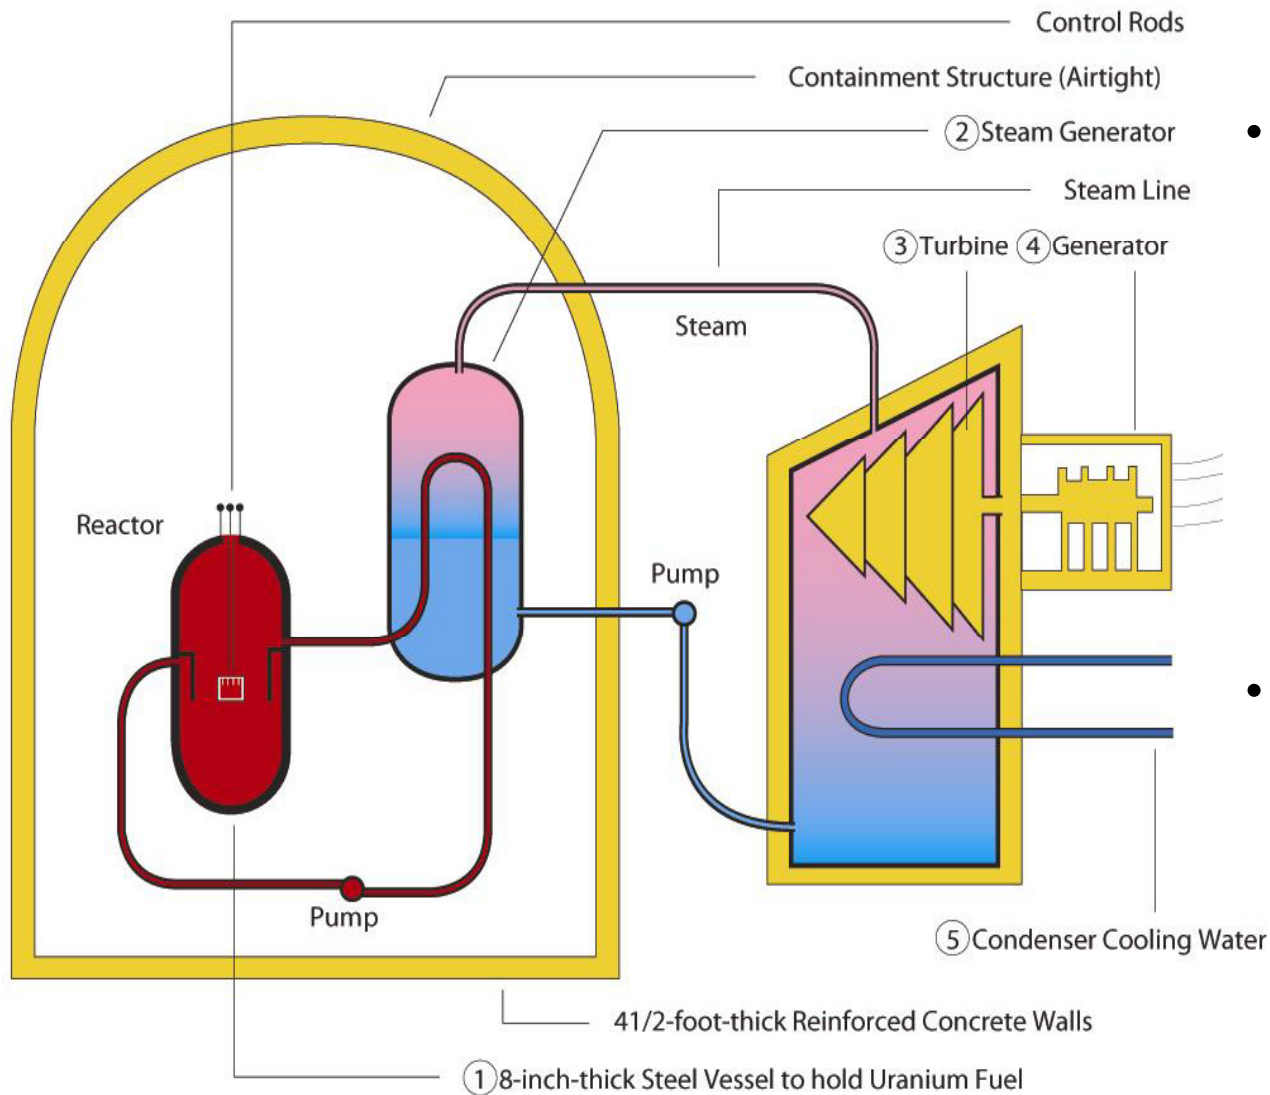 Control Rods
Containment Structure (Airtight)
② Steam Generator
Steam Line
③ Turbine ④ Generator
Steam
Reactor
Pump
Pump
⑤ Condenser Cooling Water
41/2-foot-thick Reinforced Concrete Walls
① 8-inch-thick Steel Vessel to hold Uranium Fuel